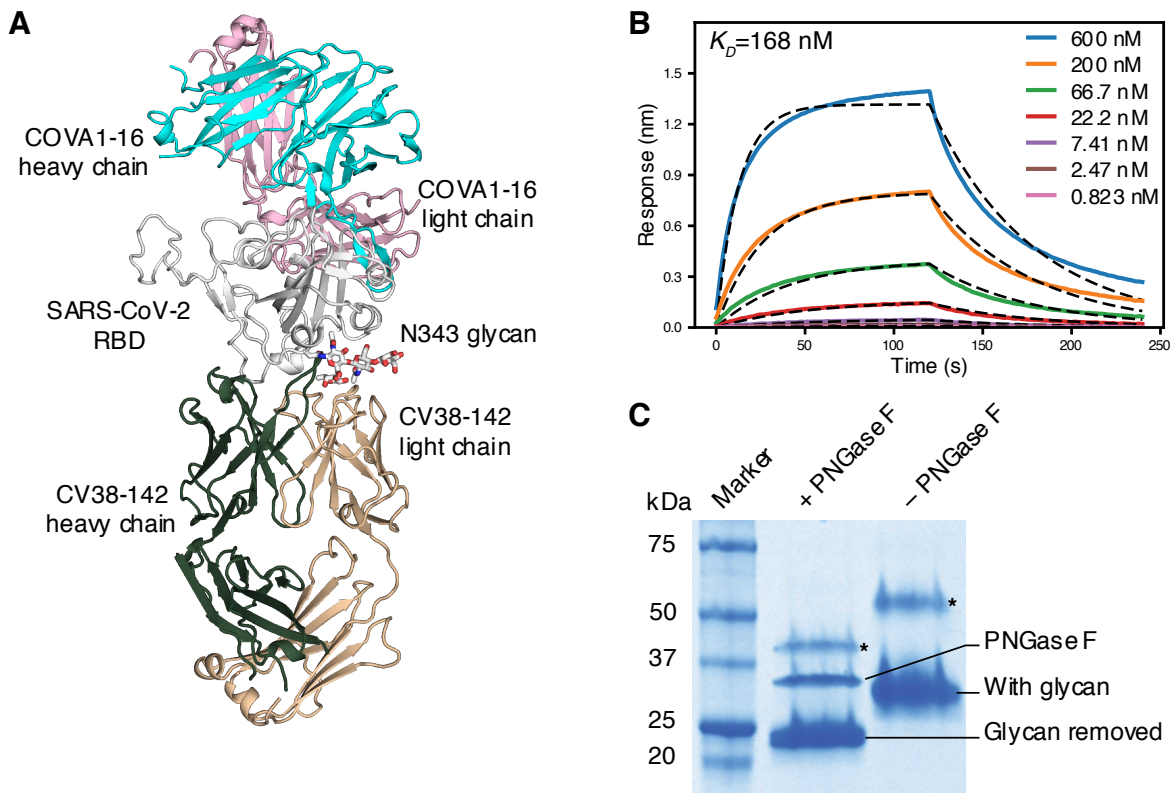 A
COVA1-16
heavy chain
COVA1-16
light chain
SARS-CoV-2
RBD
N343 glycan
CV38-142
light chain
CV38-142
heavy chain
B
K_D=168 nM
600 nM
200 nM
66.7 nM
22.2 nM
7.41 nM
2.47 nM
0.823 nM
Response (nm)
1.5
1.2
0.9
0.6
0.3
0.0
0 50 100 150 200 250
Time (s)
C
kDa
Marker
+ PNGase F
– PNGase F
75
50
37
25
20
*
*
PNGase F
With glycan
Glycan removed